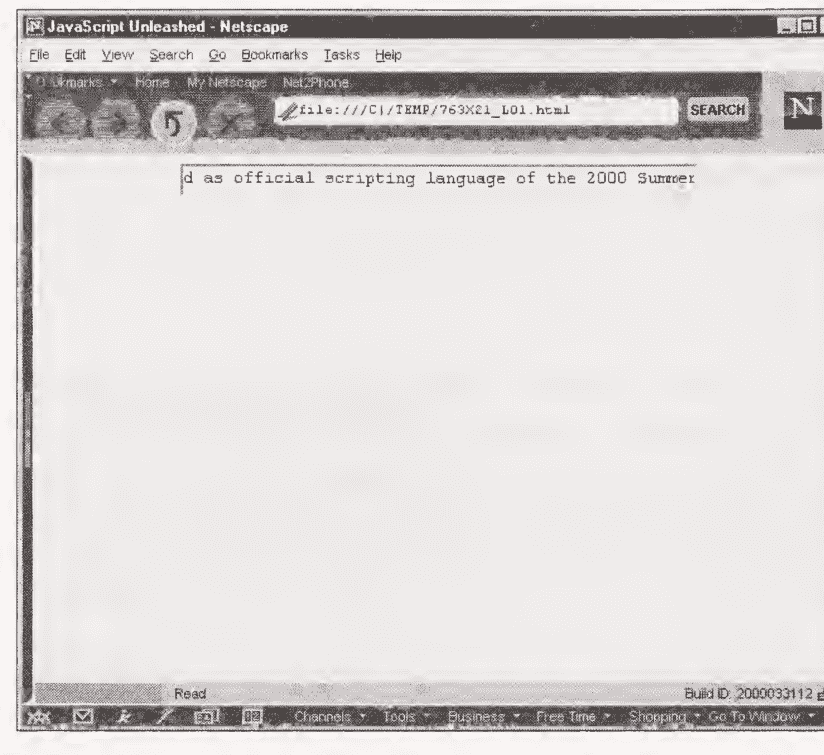 JavaScript Unleashed - Netscape
File Edit View Search Go Bookmarks Tasks Help
Home My Netscape Net2Phone
file:///C|/TEMP/763X21_L01.html SEARCH N
d as official scripting language of the 2000 Summer
Read Build ID: 2000033112
Channels Tools Business Free Time Shopping Go To Window